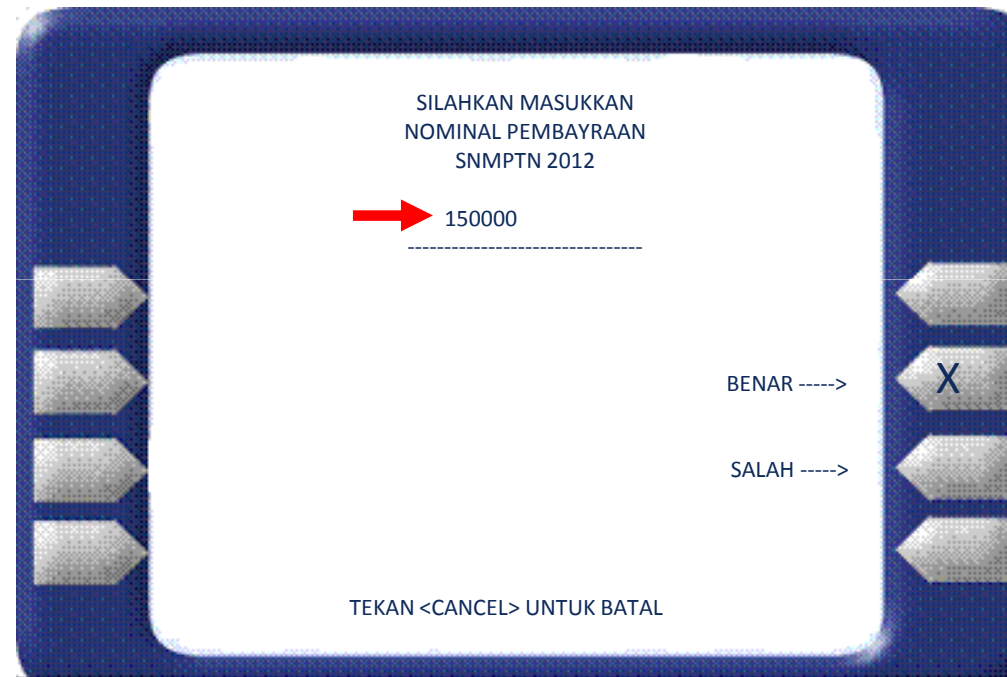 SILAHKAN MASUKKAN
NOMINAL PEMBAYRAAN
SNMPTN 2012
150000
--------------------------------
BENAR ----->
X
SALAH ----->
TEKAN <CANCEL> UNTUK BATAL